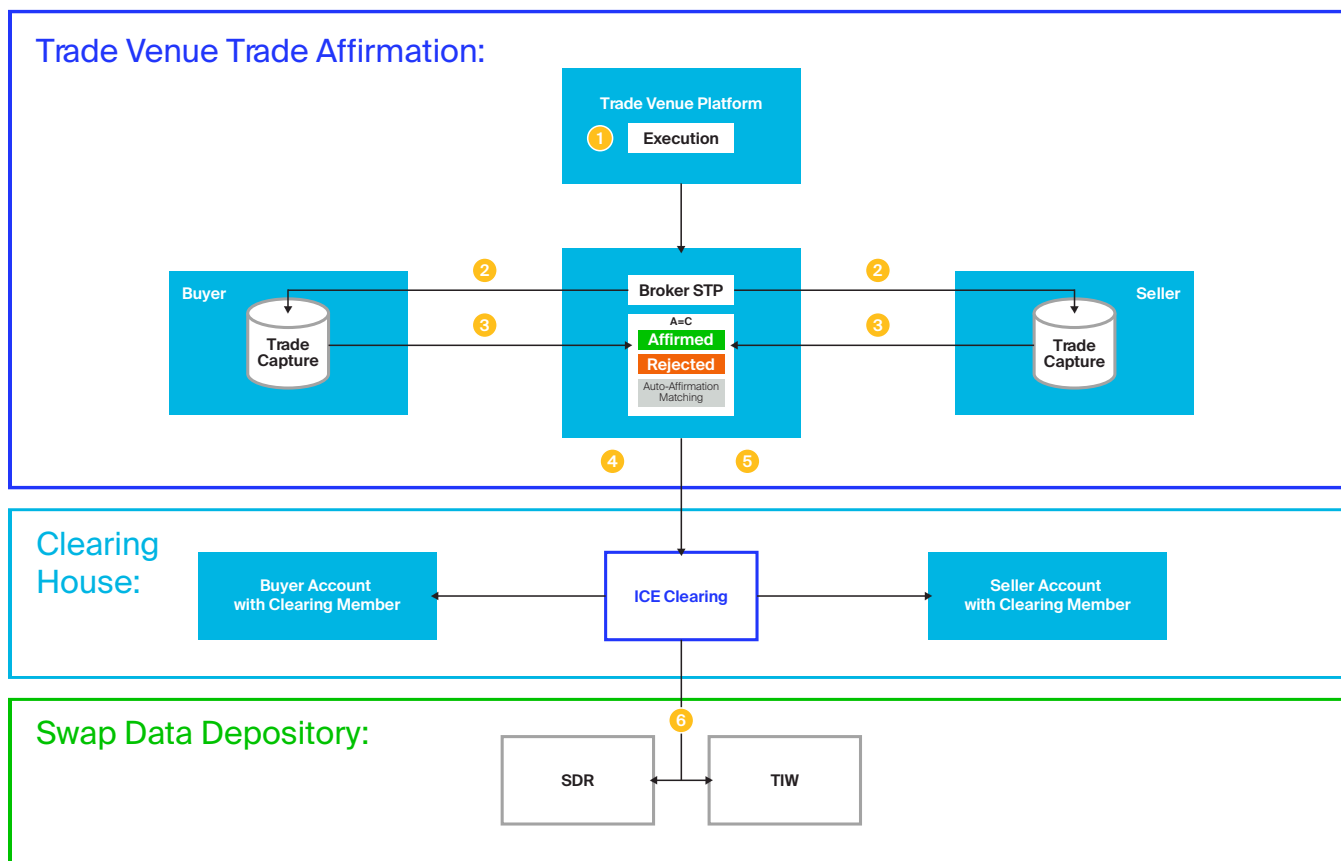 Trade Venue Trade Affirmation:
Trade Venue Platform
1
Execution
2
2
Buyer
Broker STP
Seller
3
A=C
3
Trade
Capture
Affirmed
Rejected
Auto-Affirmation
Matching
Trade
Capture
4
5
Clearing
House:
Buyer Account
with Clearing Member
ICE Clearing
Seller Account
with Clearing Member
6
Swap Data Depository:
SDR
TIW